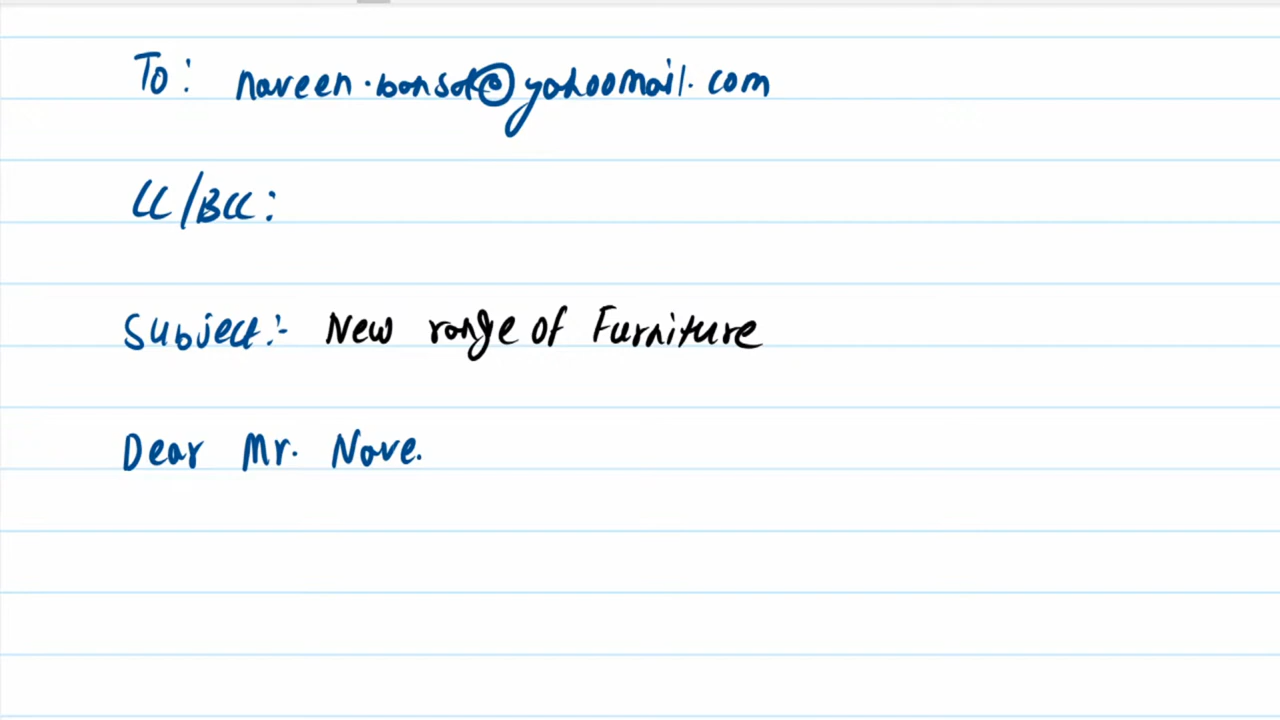 To: naveen.bansal@yahoomail.com
CC/BCC:
Subject:- New range of Furniture
Dear Mr. Nave.